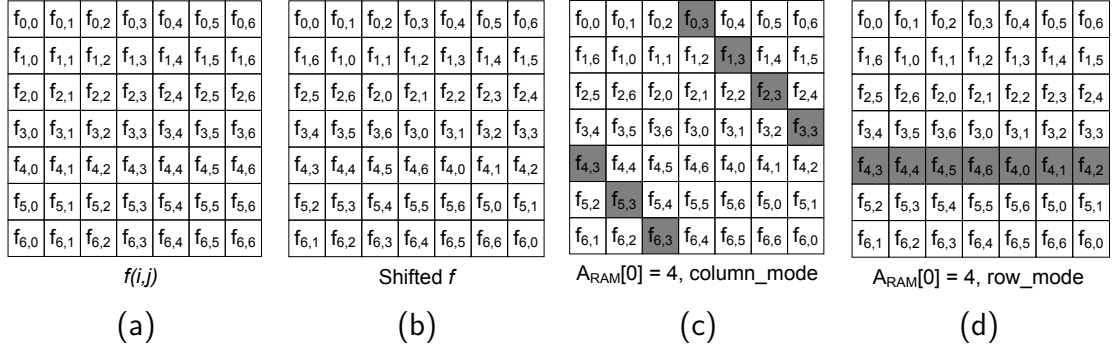 f0,0 f0,1 f0,2 f0,3 f0,4 f0,5 f0,6
f1,0 f1,1 f1,2 f1,3 f1,4 f1,5 f1,6
f2,0 f2,1 f2,2 f2,3 f2,4 f2,5 f2,6
f3,0 f3,1 f3,2 f3,3 f3,4 f3,5 f3,6
f4,0 f4,1 f4,2 f4,3 f4,4 f4,5 f4,6
f5,0 f5,1 f5,2 f5,3 f5,4 f5,5 f5,6
f6,0 f6,1 f6,2 f6,3 f6,4 f6,5 f6,6
f(i,j)
(a)
f0,0 f0,1 f0,2 f0,3 f0,4 f0,5 f0,6
f1,6 f1,0 f1,1 f1,2 f1,3 f1,4 f1,5
f2,5 f2,6 f2,0 f2,1 f2,2 f2,3 f2,4
f3,4 f3,5 f3,6 f3,0 f3,1 f3,2 f3,3
f4,3 f4,4 f4,5 f4,6 f4,0 f4,1 f4,2
f5,2 f5,3 f5,4 f5,5 f5,6 f5,0 f5,1
f6,1 f6,2 f6,3 f6,4 f6,5 f6,6 f6,0
Shifted f
(b)
f0,0 f0,1 f0,2 f0,3 f0,4 f0,5 f0,6
f1,6 f1,0 f1,1 f1,2 f1,3 f1,4 f1,5
f2,5 f2,6 f2,0 f2,1 f2,2 f2,3 f2,4
f3,4 f3,5 f3,6 f3,0 f3,1 f3,2 f3,3
f4,3 f4,4 f4,5 f4,6 f4,0 f4,1 f4,2
f5,2 f5,3 f5,4 f5,5 f5,6 f5,0 f5,1
f6,1 f6,2 f6,3 f6,4 f6,5 f6,6 f6,0
ARAM[0] = 4, column_mode
(c)
f0,0 f0,1 f0,2 f0,3 f0,4 f0,5 f0,6
f1,6 f1,0 f1,1 f1,2 f1,3 f1,4 f1,5
f2,5 f2,6 f2,0 f2,1 f2,2 f2,3 f2,4
f3,4 f3,5 f3,6 f3,0 f3,1 f3,2 f3,3
f4,3 f4,4 f4,5 f4,6 f4,0 f4,1 f4,2
f5,2 f5,3 f5,4 f5,5 f5,6 f5,0 f5,1
f6,1 f6,2 f6,3 f6,4 f6,5 f6,6 f6,0
ARAM[0] = 4, row_mode
(d)